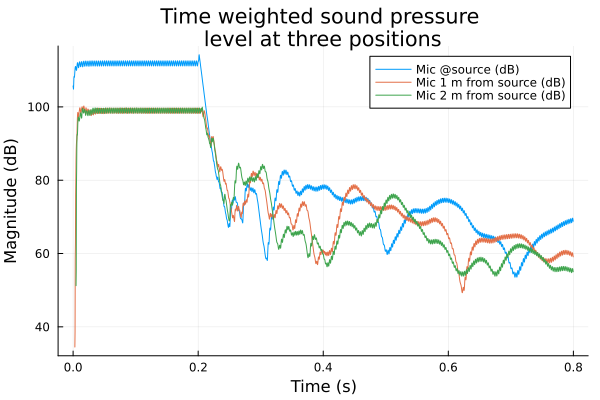 Time weighted sound pressure
level at three positions
Mic @source (dB)
Mic 1 m from source (dB)
Mic 2 m from source (dB)
Magnitude (dB)
100
80
60
40
0.0
0.2
0.4
0.6
0.8
Time (s)